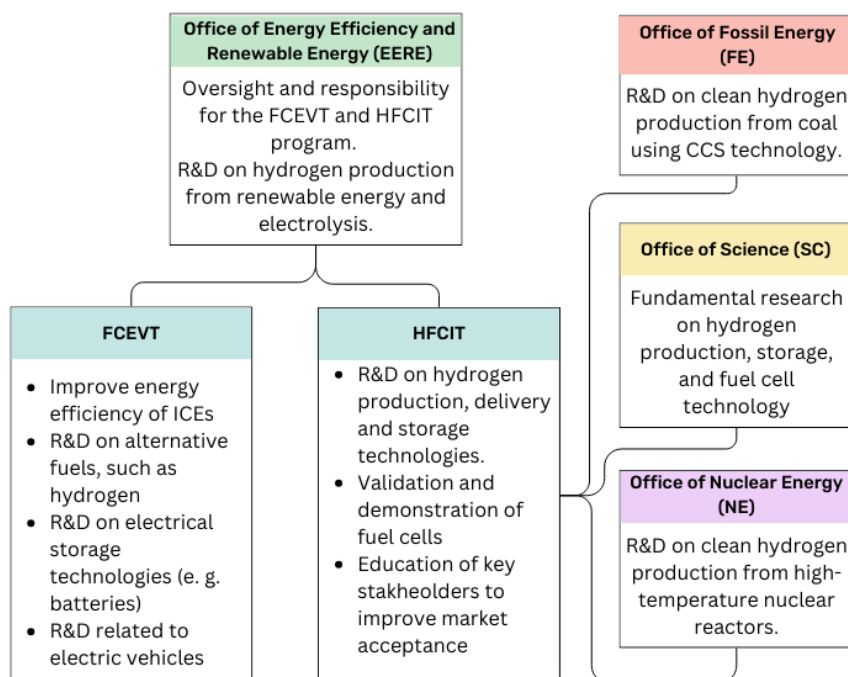 Office of Energy Efficiency and
Renewable Energy (EERE)
Oversight and responsibility
for the FCEVT and HFCIT
program.
R&D on hydrogen production
from renewable energy and
electrolysis.
Office of Fossil Energy
(FE)
R&D on clean hydrogen
production from coal
using CCS technology.
Office of Science (SC)
Fundamental research
on hydrogen
production, storage,
and fuel cell
technology
FCEVT
• Improve energy
efficiency of ICEs
• R&D on alternative
fuels, such as
hydrogen
• R&D on electrical
storage
technologies (e. g.
batteries)
• R&D related to
electric vehicles
HFCIT
• R&D on hydrogen
production, delivery
and storage
technologies.
• Validation and
demonstration of
fuel cells
• Education of key
stakheolders to
improve market
acceptance
Office of Nuclear Energy
(NE)
R&D on clean hydrogen
production from high-
temperature nuclear
reactors.